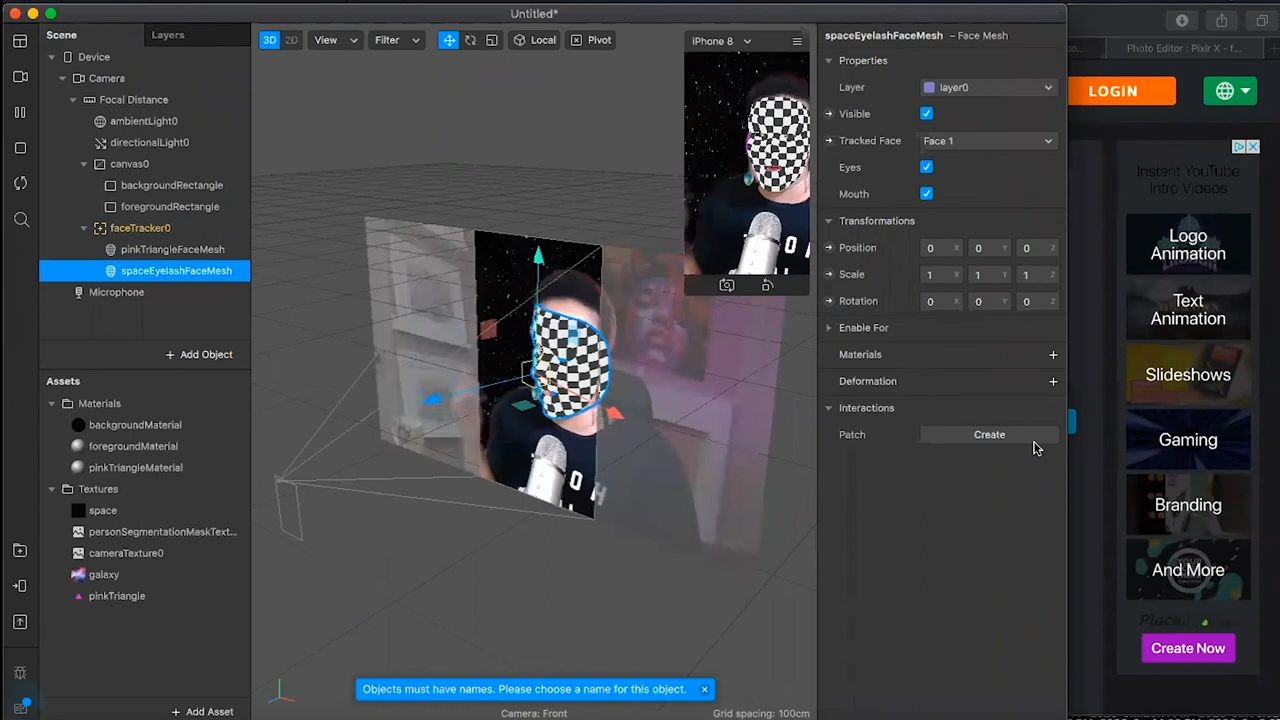 Untitled*
Scene
Layers
Device
Camera
Focal Distance
ambientLight0
directionalLight0
canvas0
backgroundRectangle
foregroundRectangle
faceTracker0
pinkTriangleFaceMesh
spaceEyelashFaceMesh
Microphone
+ Add Object
Assets
Materials
backgroundMaterial
foregroundMaterial
pinkTriangleMaterial
Textures
space
personSegmentationMaskText...
cameraTexture0
galaxy
pinkTriangle
+ Add Asset
3D
2D
View
Filter
Local
Pivot
iPhone 8
Objects must have names. Please choose a name for this object.
Camera: Front
Grid spacing: 100cm
spaceEyelashFaceMesh – Face Mesh
Properties
Layer
layer0
Visible
Tracked Face
Face 1
Eyes
Mouth
Transformations
Position
0 X
0 Y
0 Z
Scale
1 X
1 Y
1 Z
Rotation
0 X
0 Y
0 Z
Enable For
Materials
Deformation
Interactions
Patch
Create
Photo Editor : Pixlr X - f...
LOGIN
Instant YouTube
Intro Videos
Logo
Animation
Text
Animation
Slideshows
Gaming
Branding
And More
Create Now